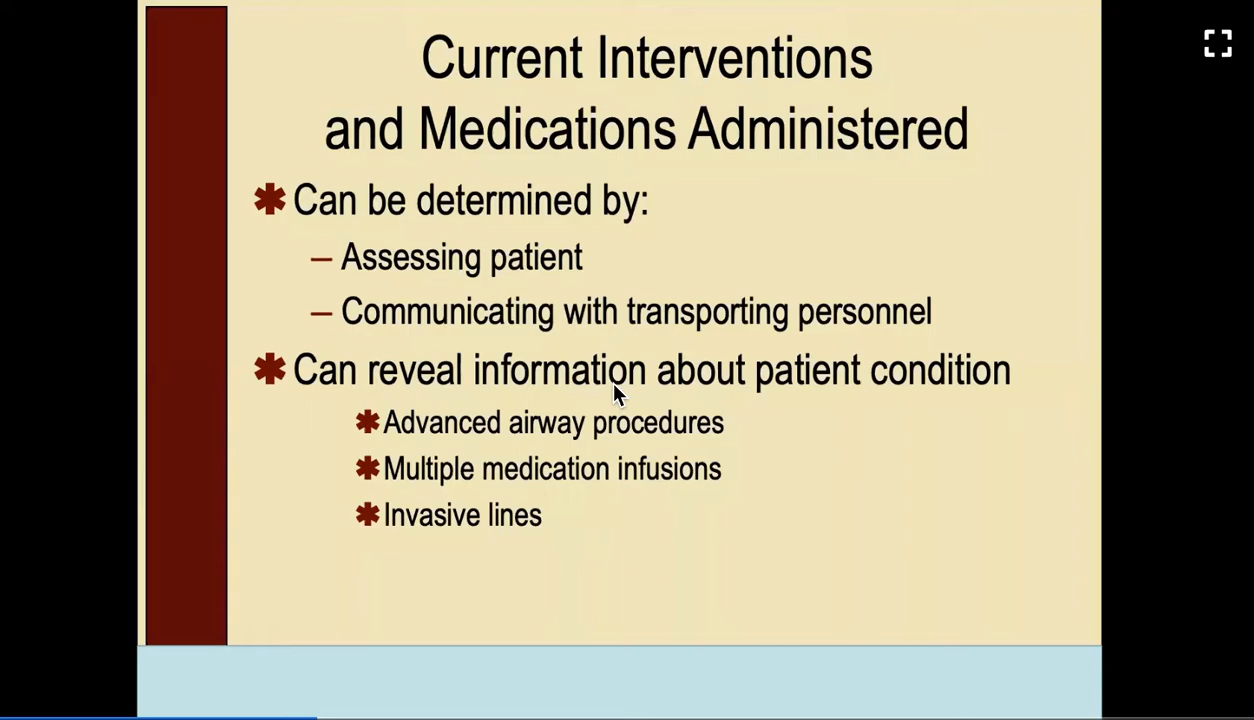 Current Interventions
and Medications Administered
✱ Can be determined by:
– Assessing patient
– Communicating with transporting personnel
✱ Can reveal information about patient condition
✱ Advanced airway procedures
✱ Multiple medication infusions
✱ Invasive lines